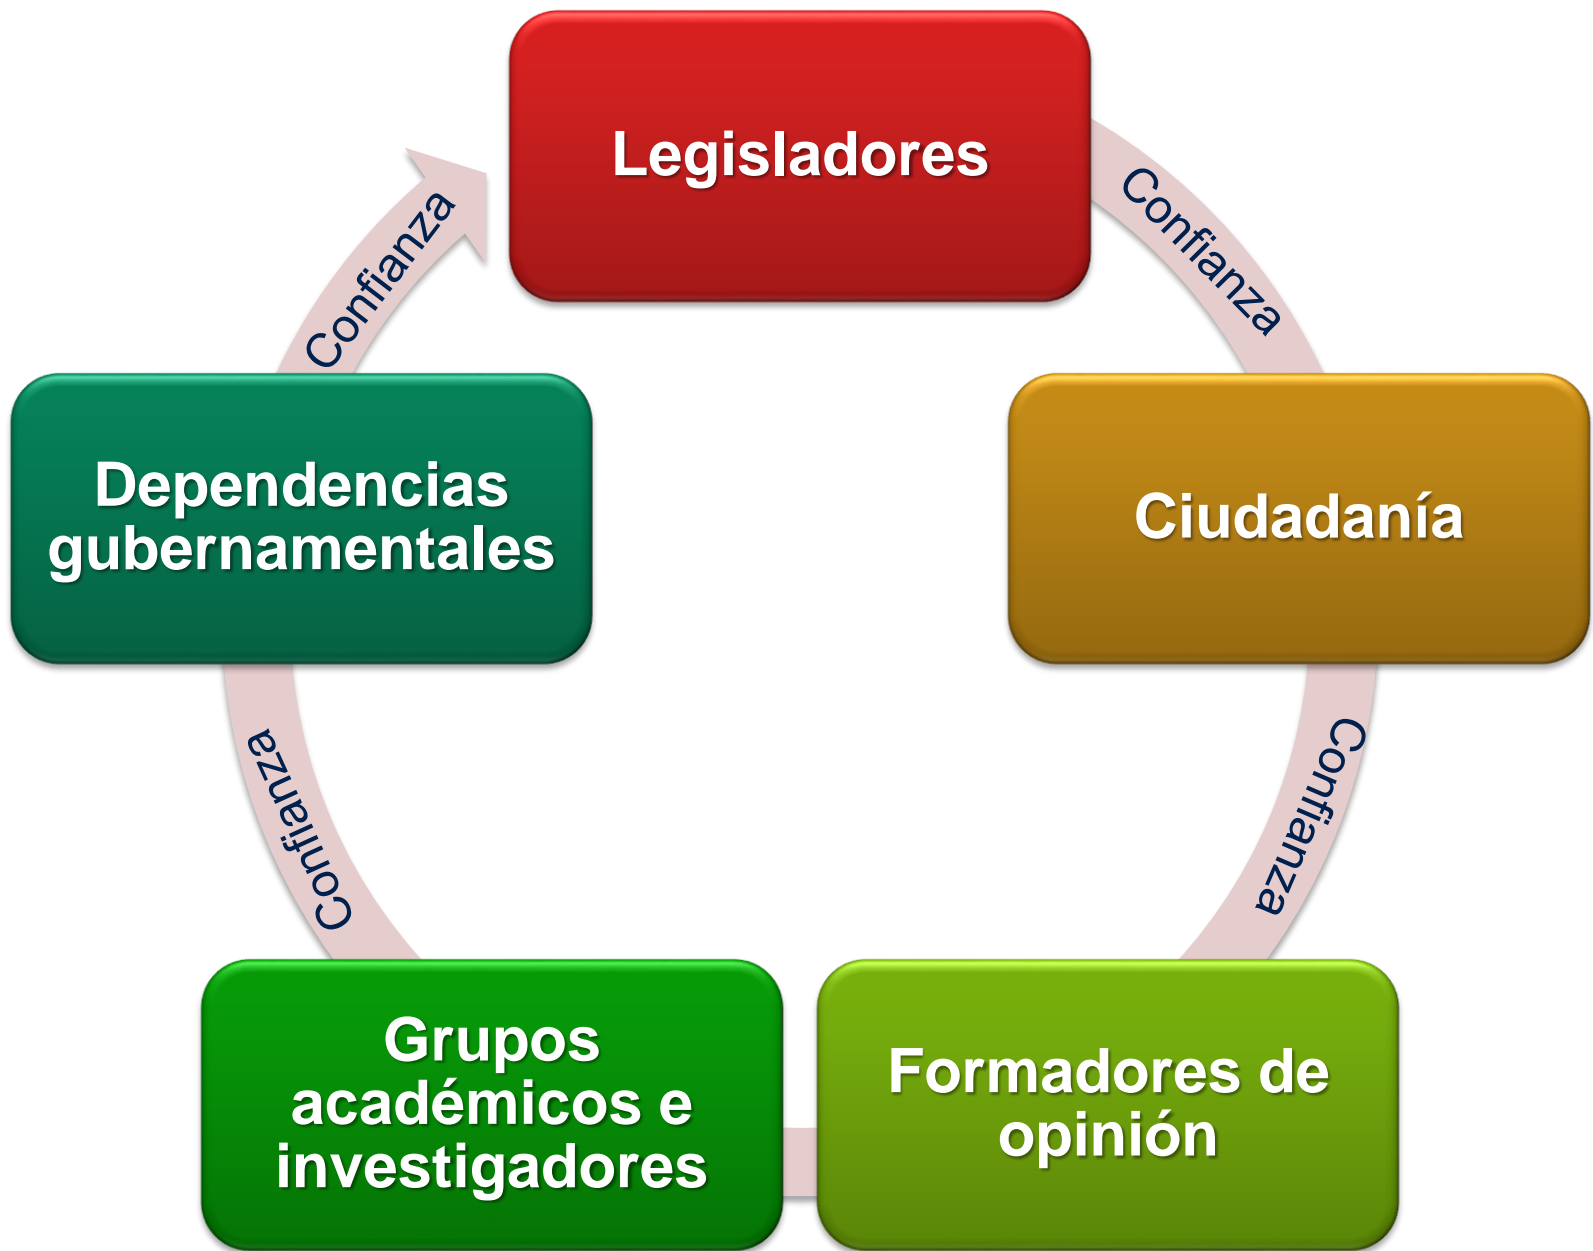 Legisladores
Confianza
Ciudadanía
Confianza
Formadores de
opinión
Grupos
académicos e
investigadores
Confianza
Dependencias
gubernamentales
Confianza